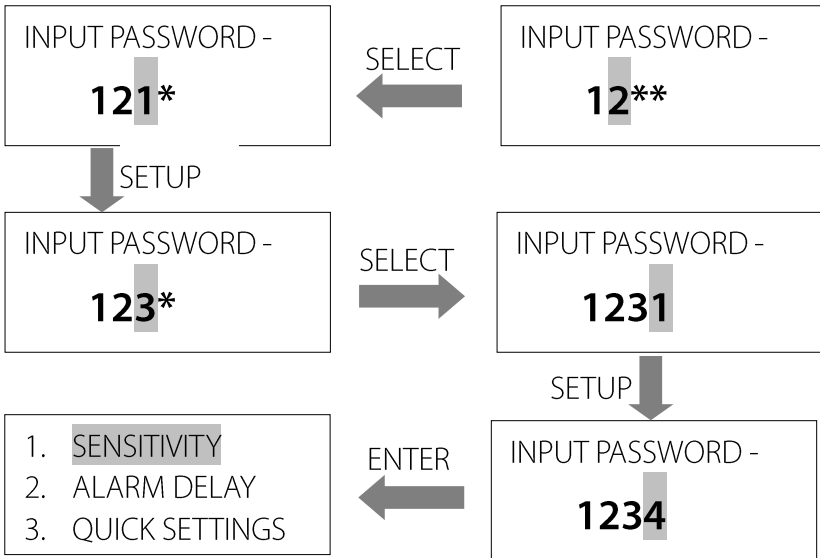 INPUT PASSWORD -
12**
SELECT
INPUT PASSWORD -
121*
SETUP
INPUT PASSWORD -
123*
SELECT
INPUT PASSWORD -
1231
SETUP
INPUT PASSWORD -
1234
ENTER
1. SENSITIVITY
2. ALARM DELAY
3. QUICK SETTINGS